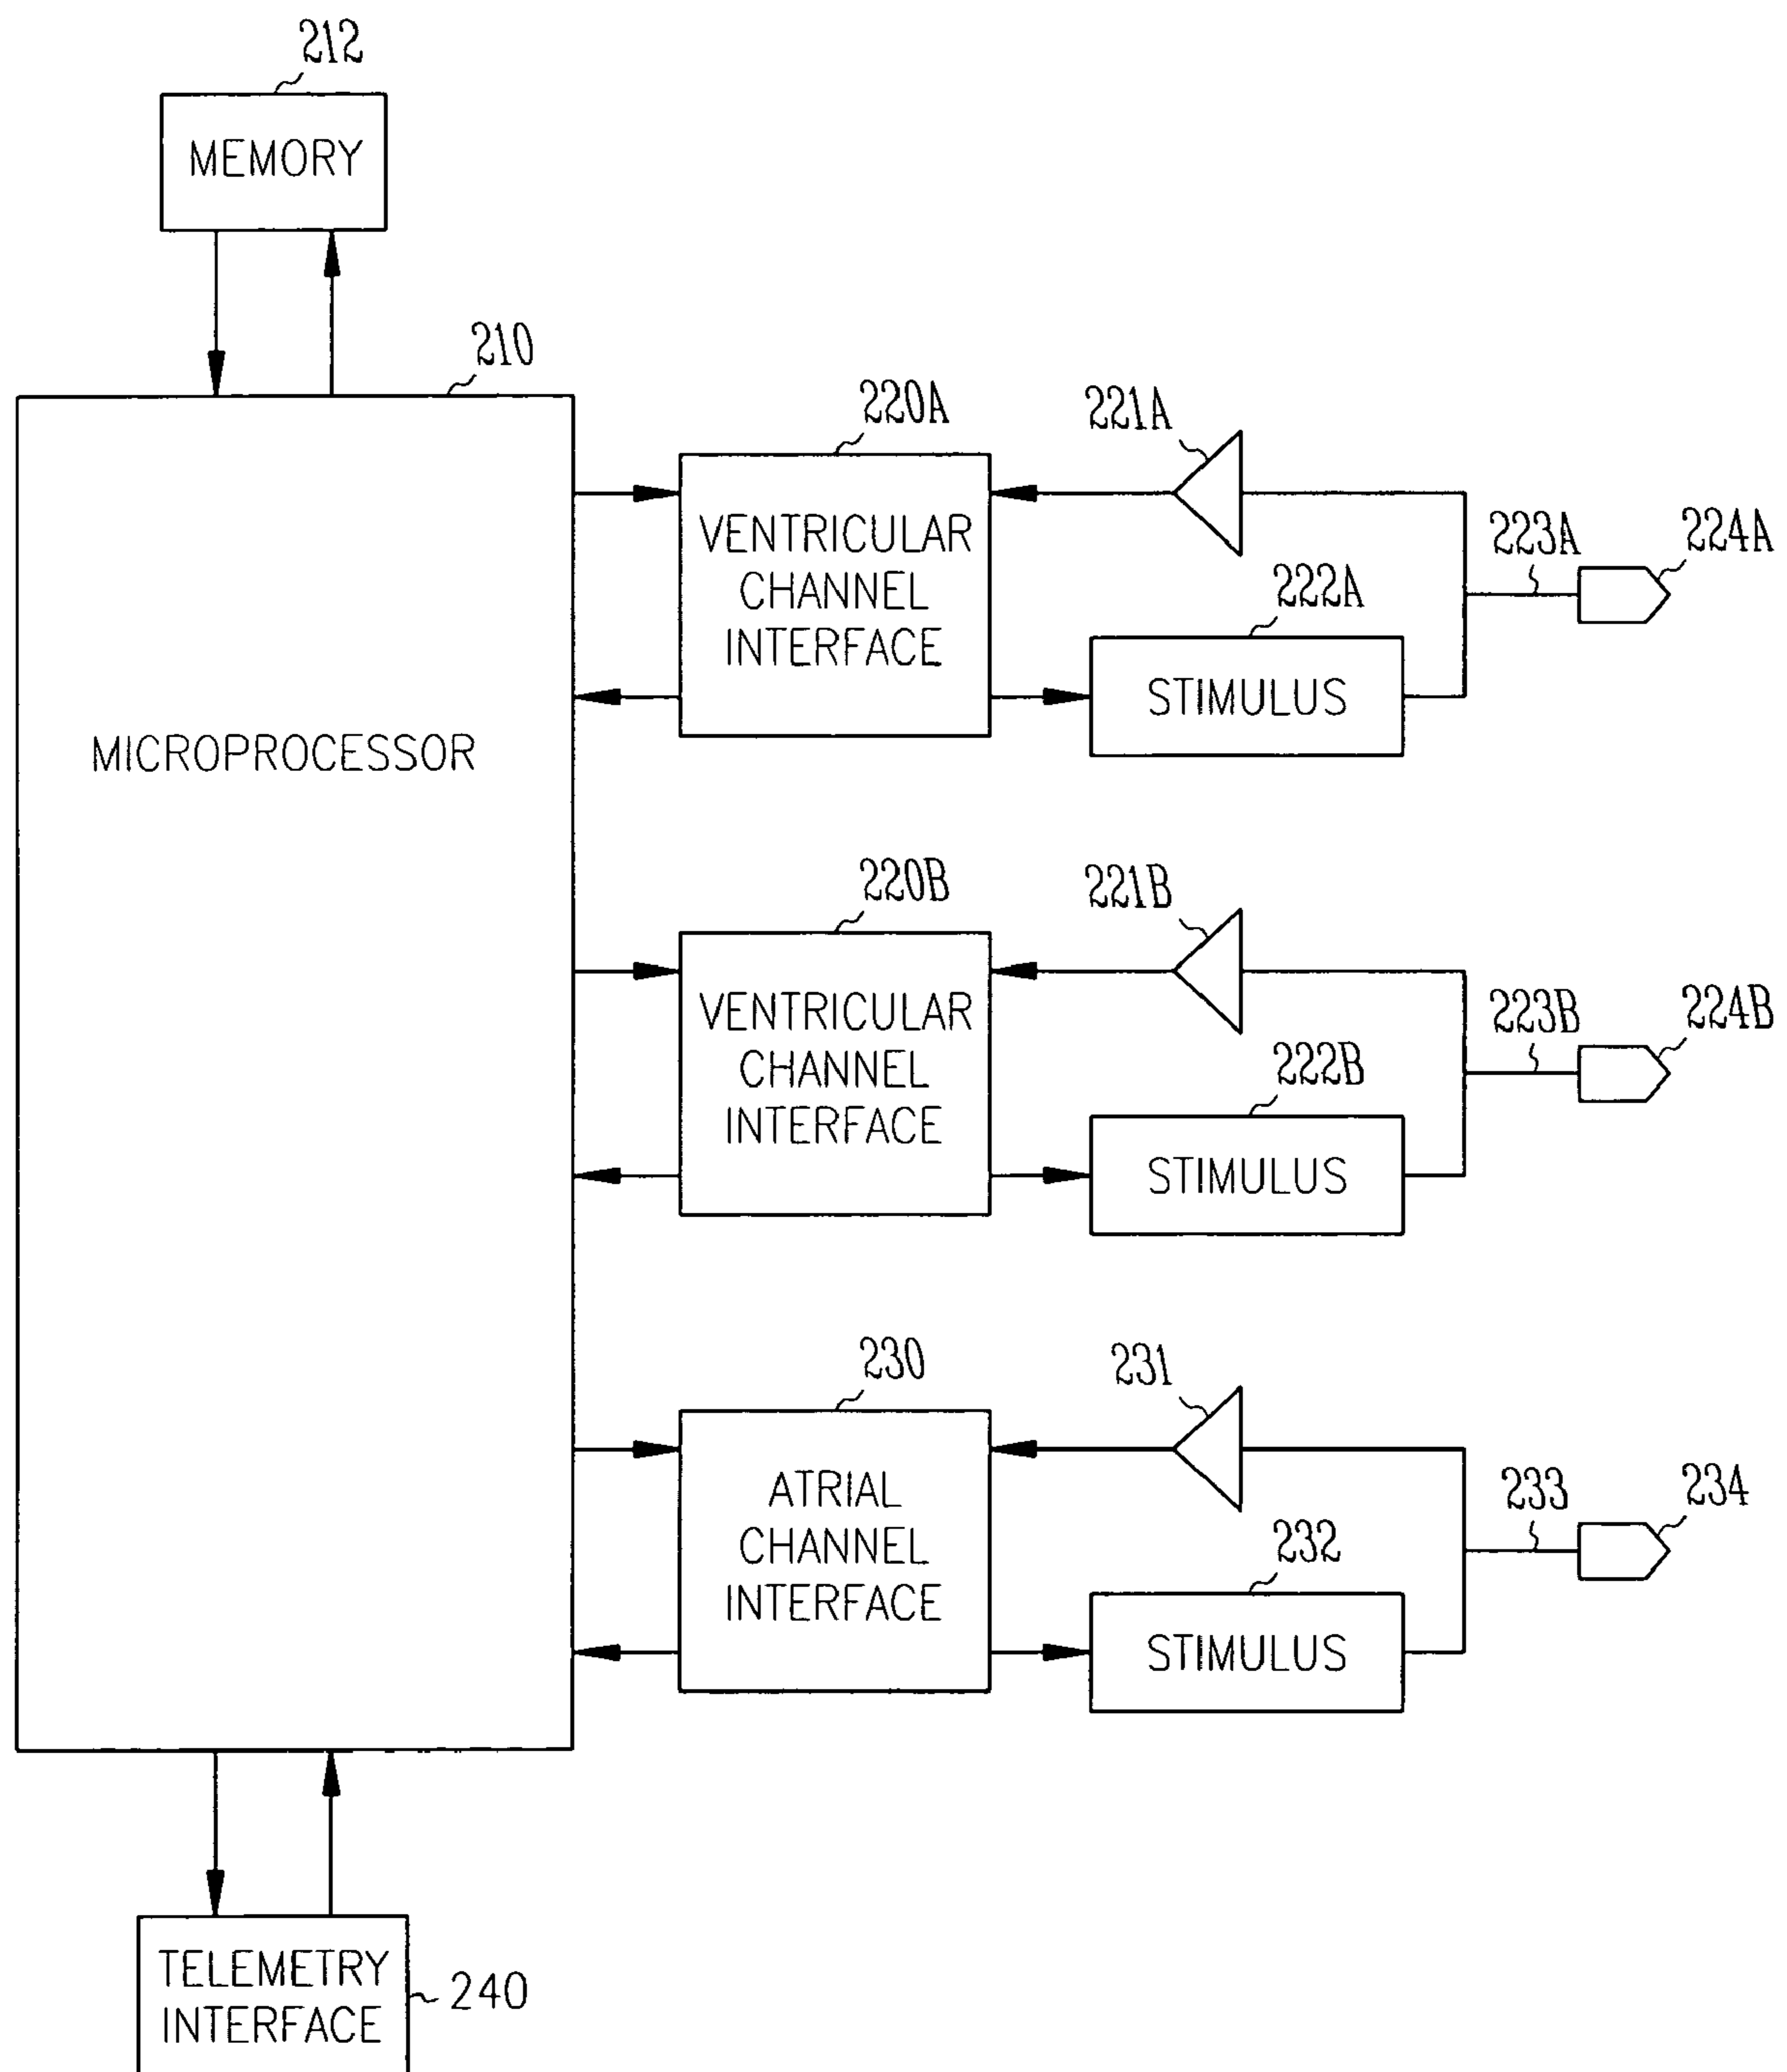 212
MEMORY
210
MICROPROCESSOR
220A
VENTRICULAR
CHANNEL
INTERFACE
221A
222A
STIMULUS
223A
224A
220B
VENTRICULAR
CHANNEL
INTERFACE
221B
222B
STIMULUS
223B
224B
230
ATRIAL
CHANNEL
INTERFACE
231
232
STIMULUS
233
234
TELEMETRY
INTERFACE
240